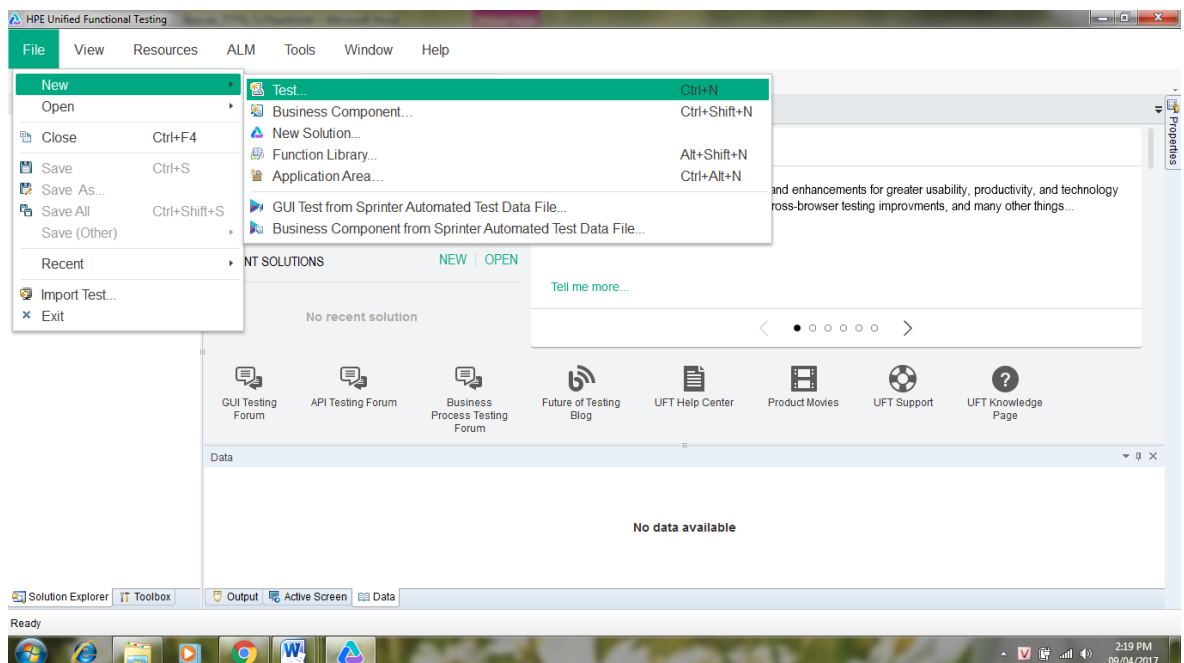 HPE Unified Functional Testing
File View Resources ALM Tools Window Help
New
Open
Close Ctrl+F4
Save Ctrl+S
Save As...
Save All Ctrl+Shift+S
Save (Other)
Recent
Import Test...
Exit
Test... Ctrl+N
Business Component... Ctrl+Shift+N
New Solution...
Function Library... Alt+Shift+N
Application Area... Ctrl+Alt+N
GUI Test from Sprinter Automated Test Data File...
Business Component from Sprinter Automated Test Data File...
Properties
and enhancements for greater usability, productivity, and technology
ross-browser testing improvments, and many other things...
Tell me more...
NT SOLUTIONS NEW OPEN
No recent solution
GUI Testing
Forum
API Testing Forum
Business
Process Testing
Forum
Future of Testing
Blog
UFT Help Center
Product Movies
UFT Support
UFT Knowledge
Page
Data
No data available
Solution Explorer Toolbox Output Active Screen Data
Ready
2:19 PM
09/04/2017